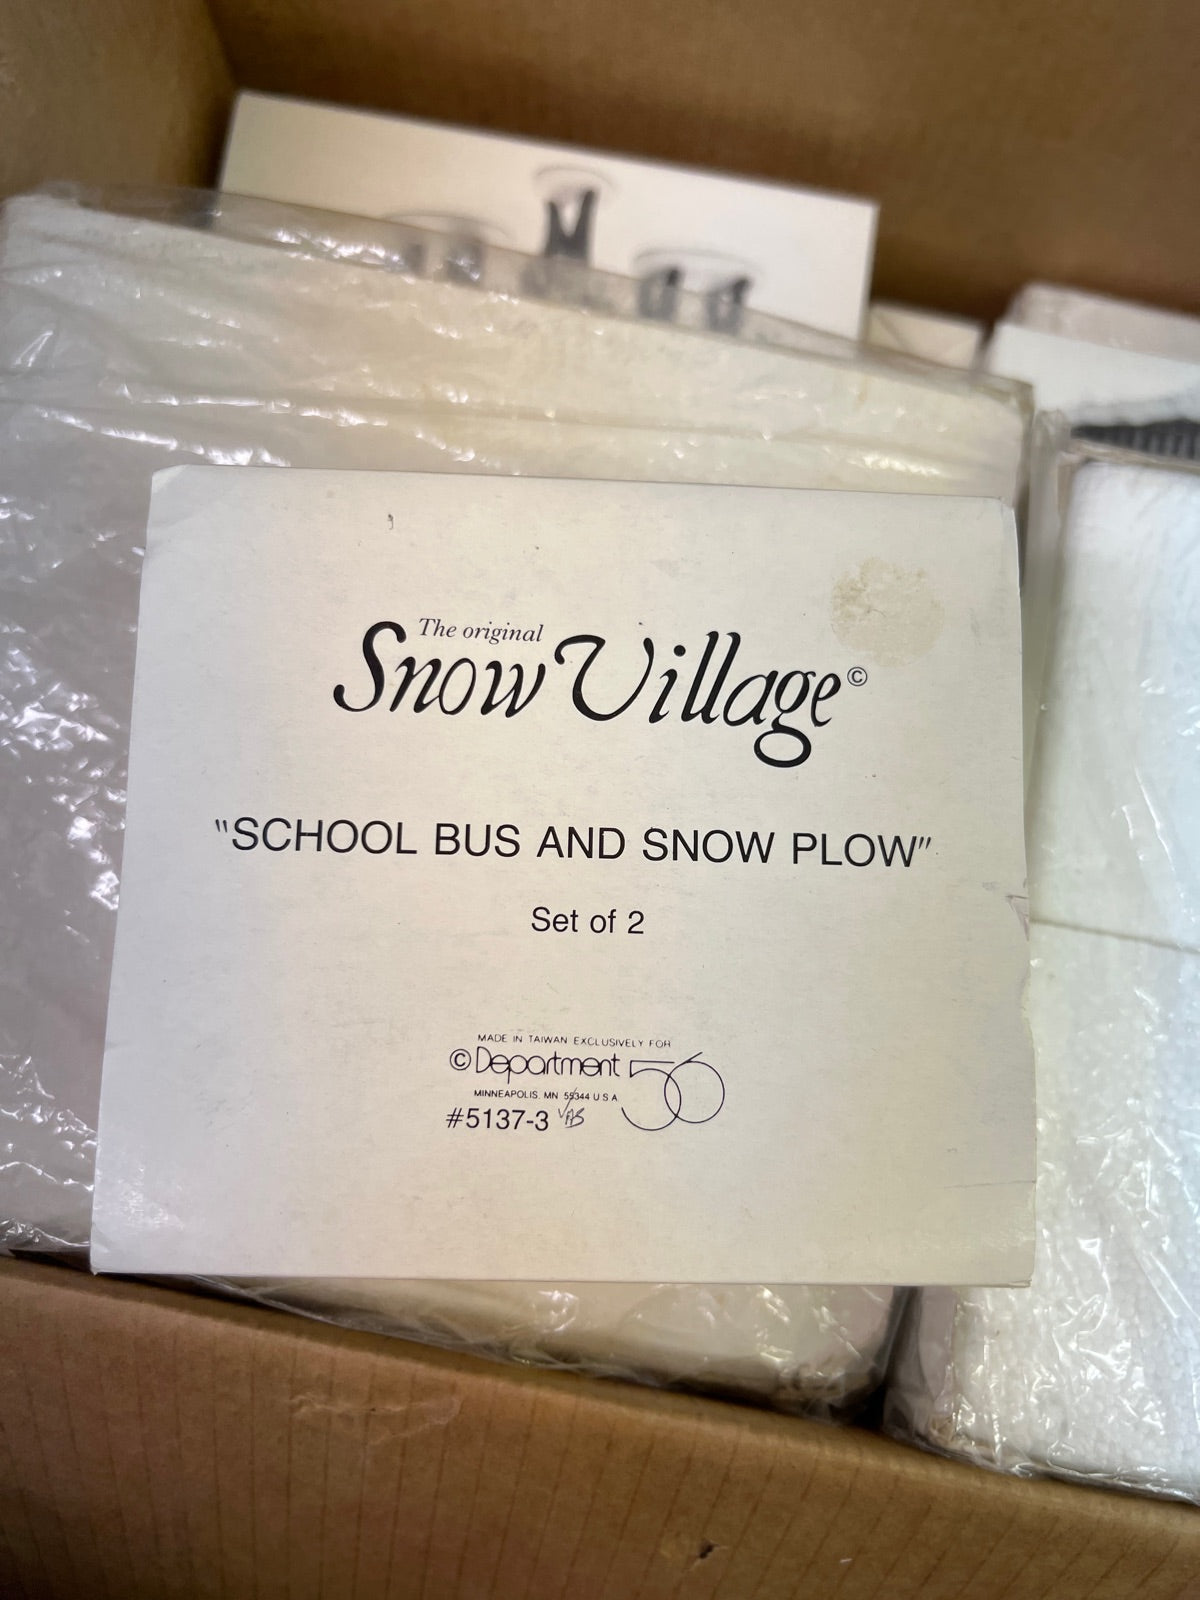 The original
Snow Village©
"SCHOOL BUS AND SNOW PLOW"
Set of 2
MADE IN TAIWAN EXCLUSIVELY FOR
© Department 56
MINNEAPOLIS. MN 55344 U S A
#5137-3